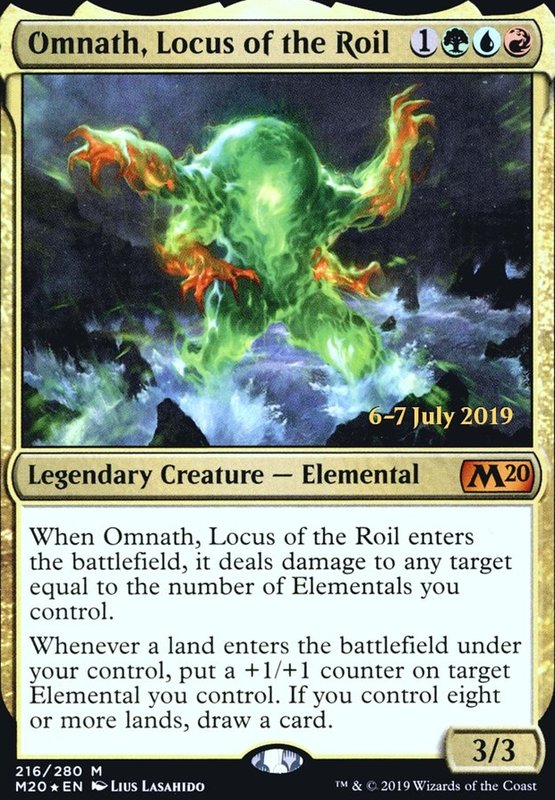 Omnath, Locus of the Roil 1
6–7 July 2019
Legendary Creature — Elemental M20
When Omnath, Locus of the Roil enters
the battlefield, it deals damage to any target
equal to the number of Elementals you
control.
Whenever a land enters the battlefield under
your control, put a +1/+1 counter on target
Elemental you control. If you control eight
or more lands, draw a card.
3/3
216/280 M
M20★EN Lius Lasahido
™ & © 2019 Wizards of the Coast